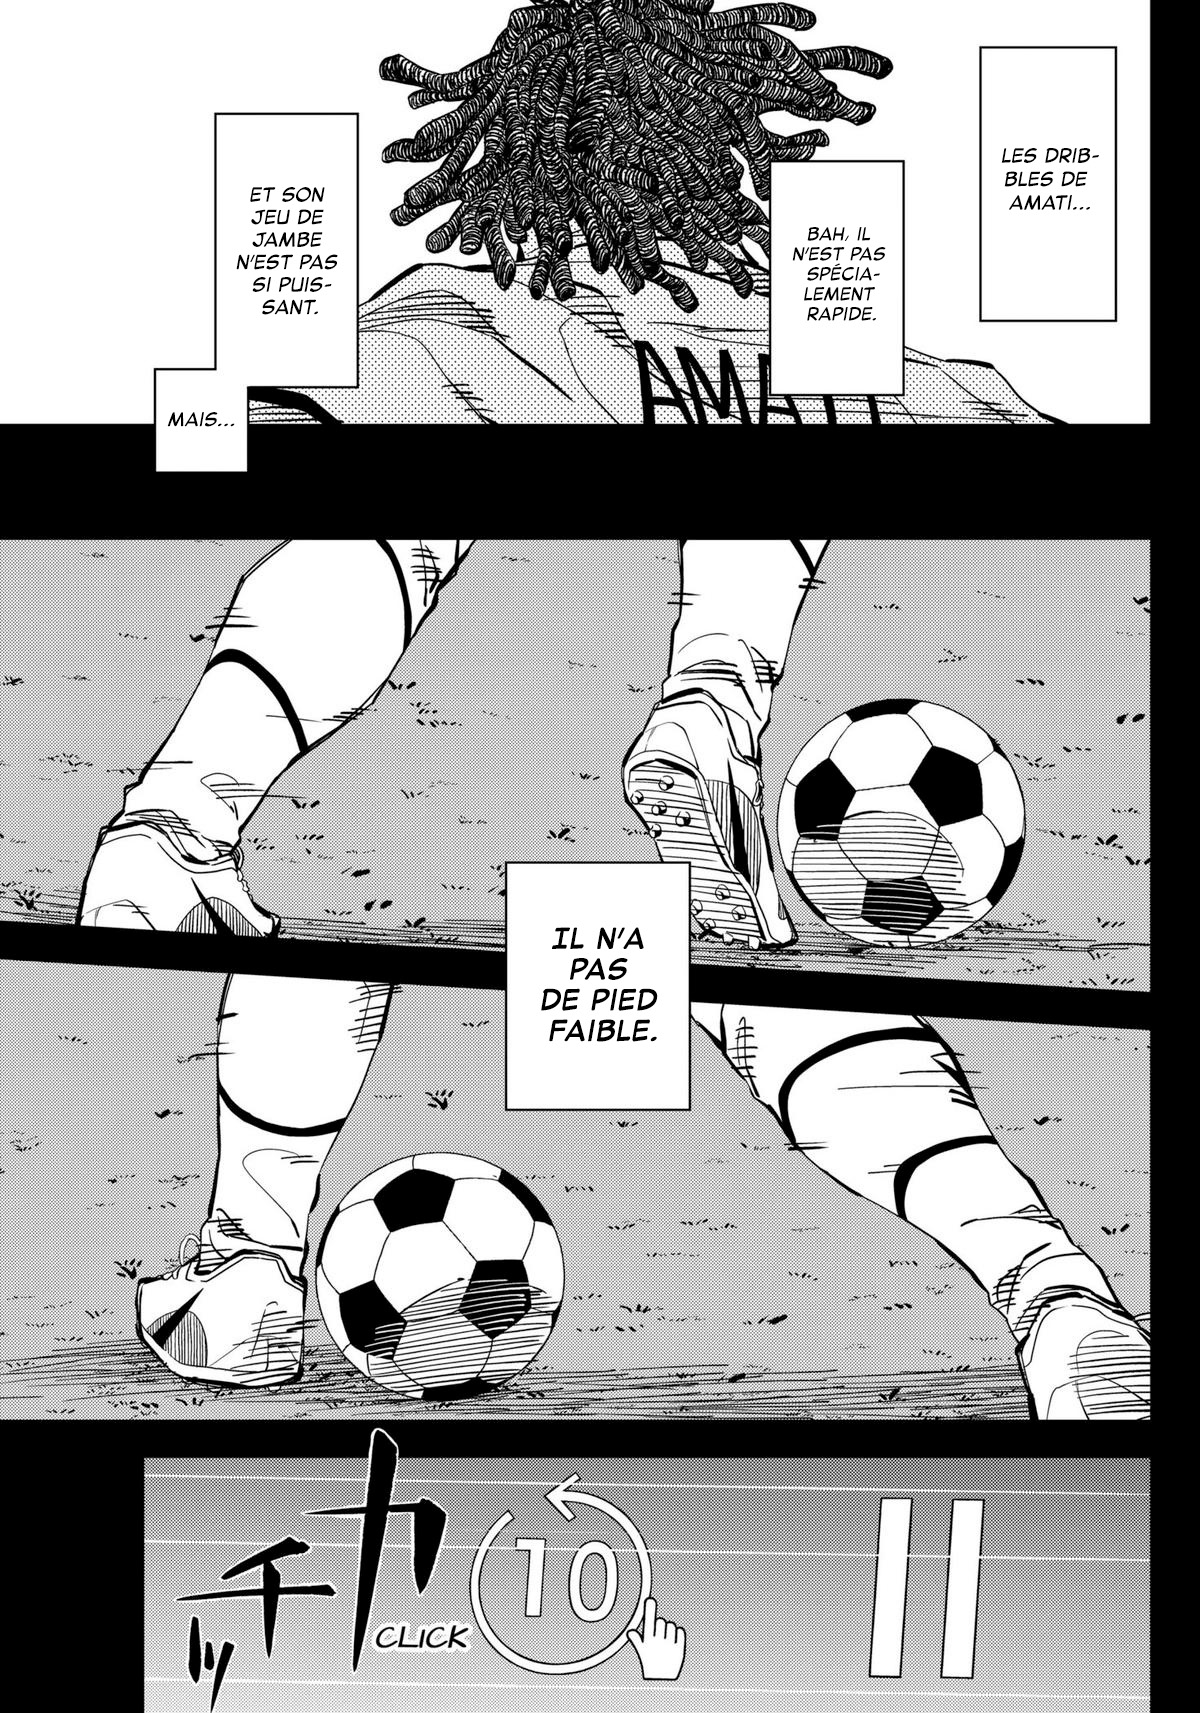 LES DRIB-
BLES DE
AMATI...
BAH, IL
N'EST PAS
SPÉCIA-
LEMENT
RAPIDE.
ET SON
JEU DE
JAMBE
N'EST PAS
SI PUIS-
SANT.
MAIS...
AMATI
IL N'A
PAS
DE PIED
FAIBLE.
10
カチッ
CLICK